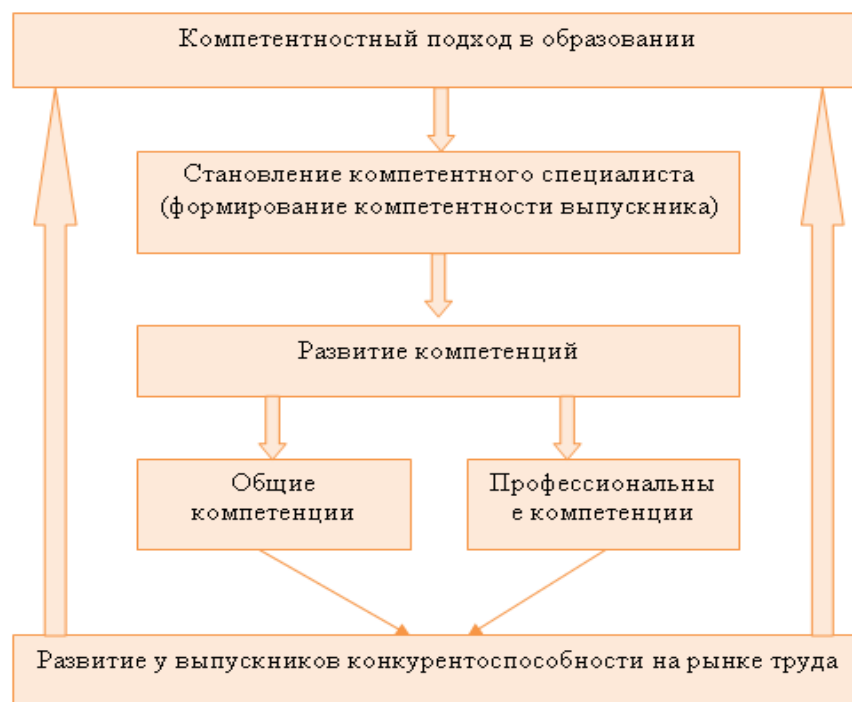 Компетентностный подход в образовании
Становление компетентного специалиста
(формирование компетентности выпускника)
Развитие компетенций
Общие
компетенции
Профессиональны
е компетенции
Развитие у выпускников конкурентоспособности на рынке труда